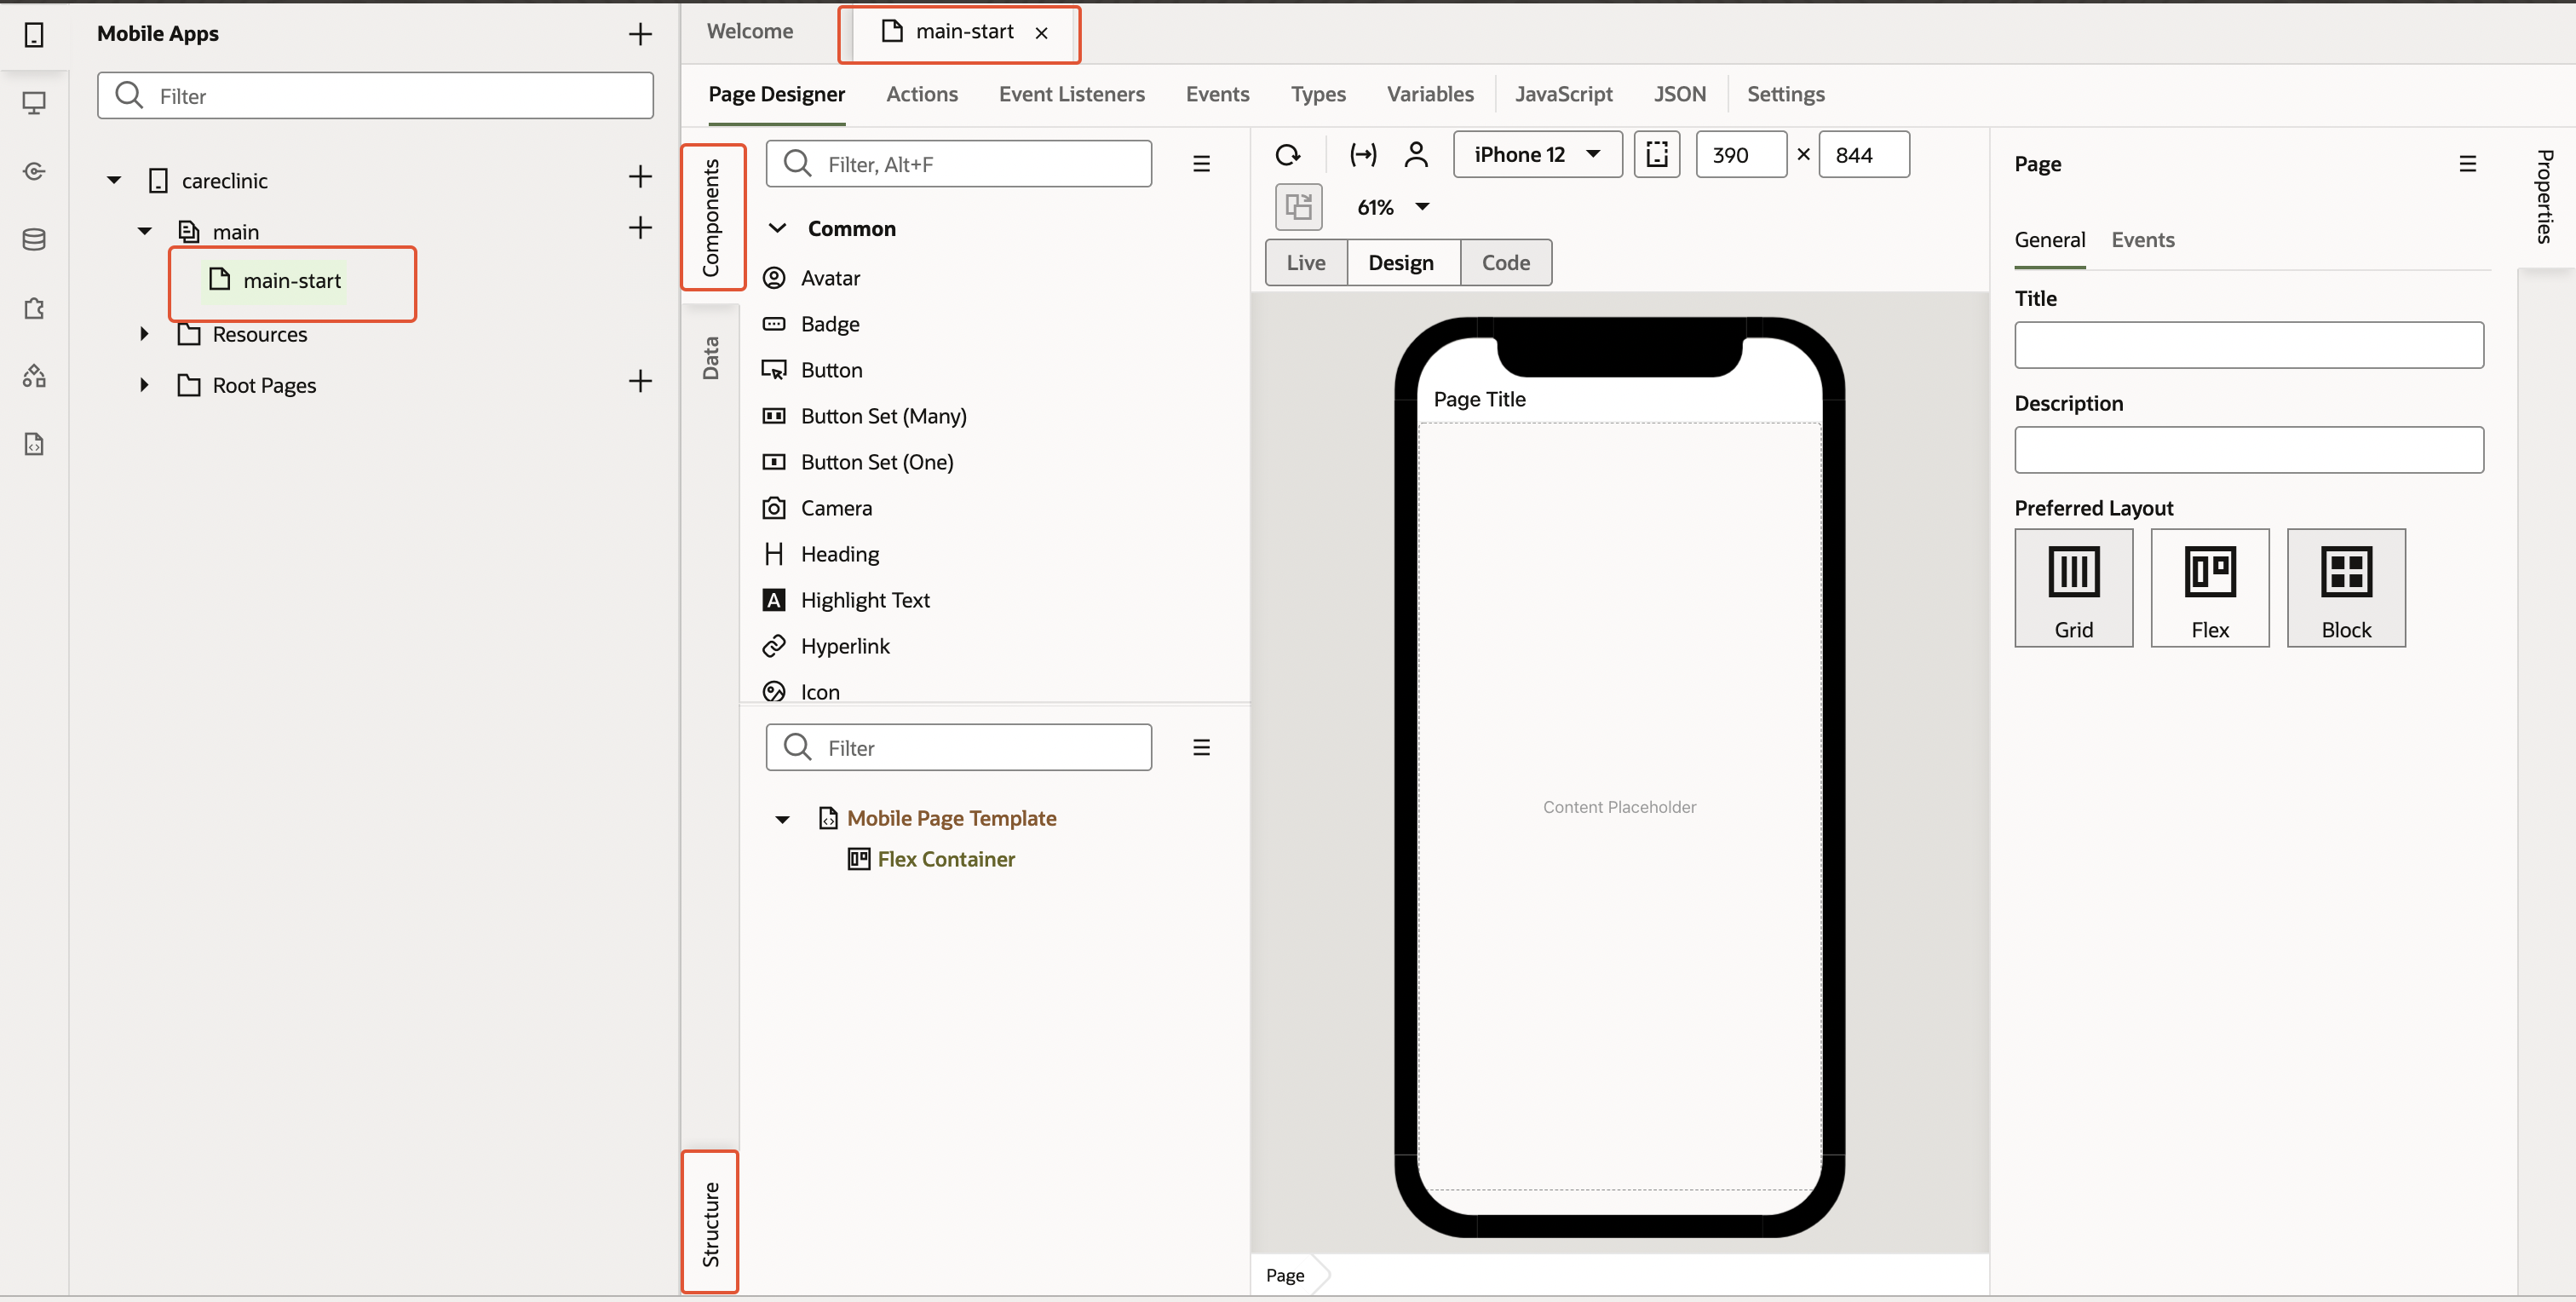 Mobile Apps
Filter
careclinic
main
main-start
Resources
Root Pages
Welcome
main-start
Page Designer
Actions
Event Listeners
Events
Types
Variables
JavaScript
JSON
Settings
Components
Data
Structure
Filter, Alt+F
Common
Avatar
Badge
Button
Button Set (Many)
Button Set (One)
Camera
Heading
Highlight Text
Hyperlink
Icon
Filter
Mobile Page Template
Flex Container
iPhone 12
390 × 844
61%
Live
Design
Code
Page Title
Content Placeholder
Page
Page
General
Events
Title
Description
Preferred Layout
Grid
Flex
Block
Properties